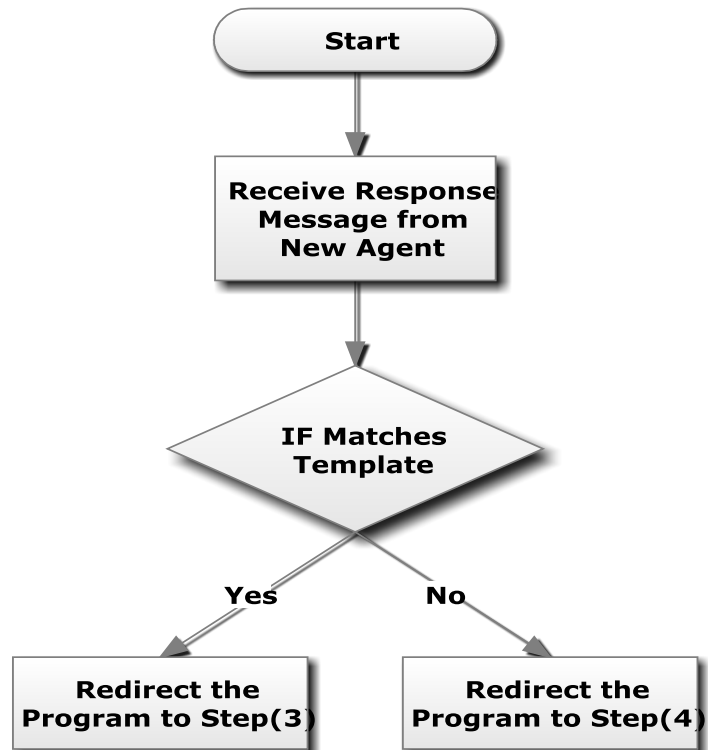 Start
Receive Response
Message from
New Agent
IF Matches
Template
Yes
No
Redirect the
Program to Step(3)
Redirect the
Program to Step(4)